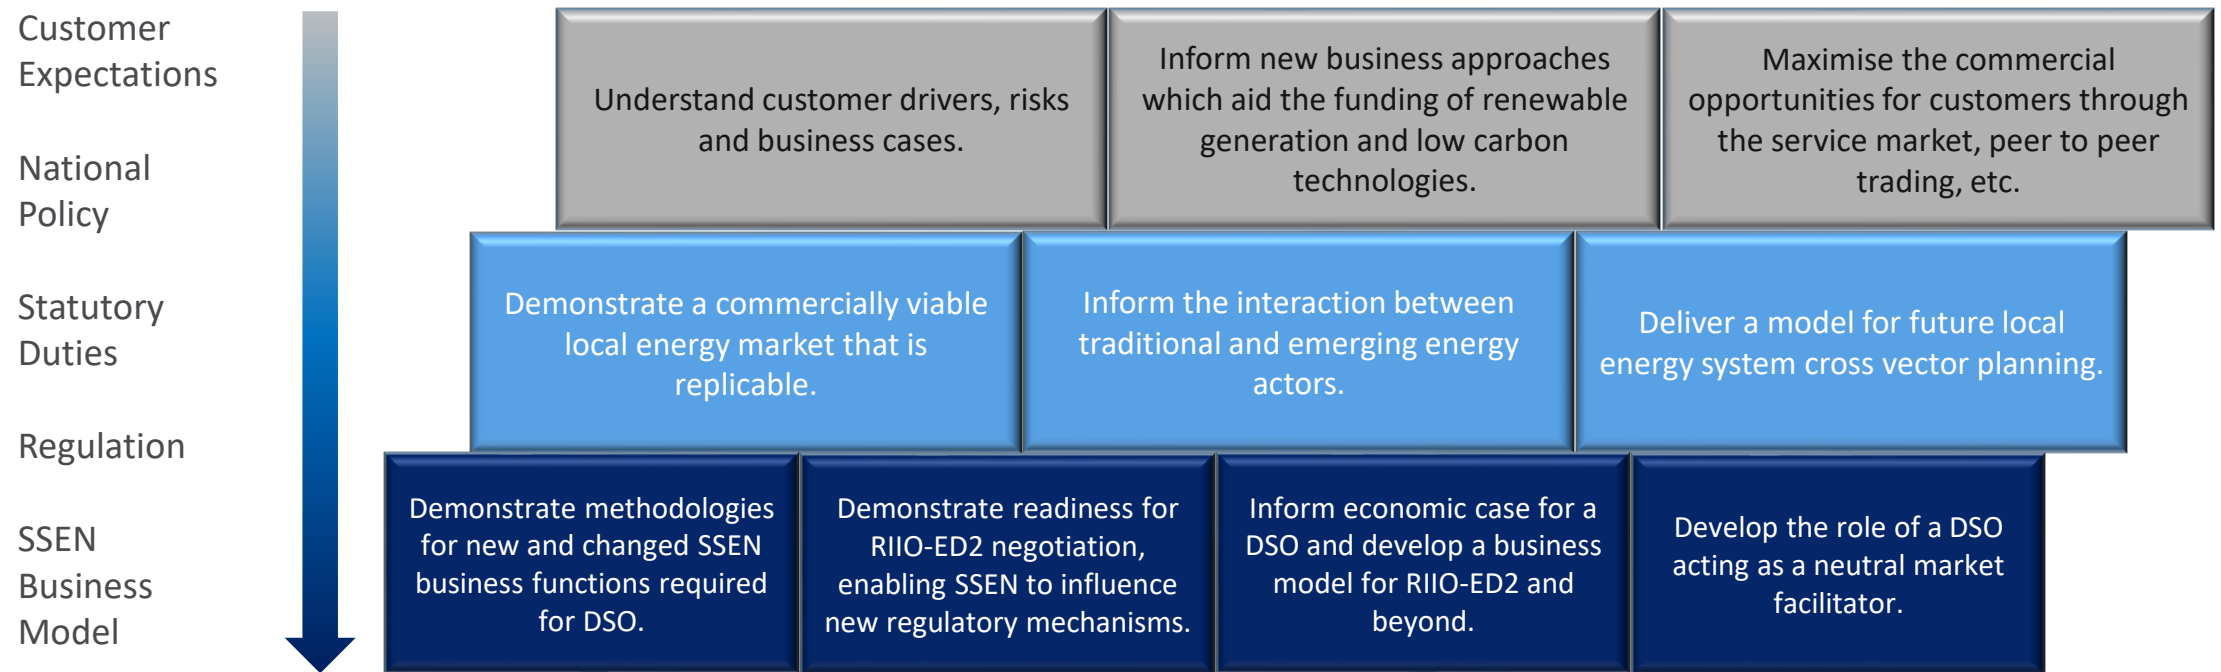 Customer
Expectations
National
Policy
Statutory
Duties
Regulation
SSEN
Business
Model
Understand customer drivers, risks
and business cases.
Inform new business approaches
which aid the funding of renewable
generation and low carbon
technologies.
Maximise the commercial
opportunities for customers through
the service market, peer to peer
trading, etc.
Demonstrate a commercially viable
local energy market that is
replicable.
Inform the interaction between
traditional and emerging energy
actors.
Deliver a model for future local
energy system cross vector planning.
Demonstrate methodologies
for new and changed SSEN
business functions required
for DSO.
Demonstrate readiness for
RIIO-ED2 negotiation,
enabling SSEN to influence
new regulatory mechanisms.
Inform economic case for a
DSO and develop a business
model for RIIO-ED2 and
beyond.
Develop the role of a DSO
acting as a neutral market
facilitator.